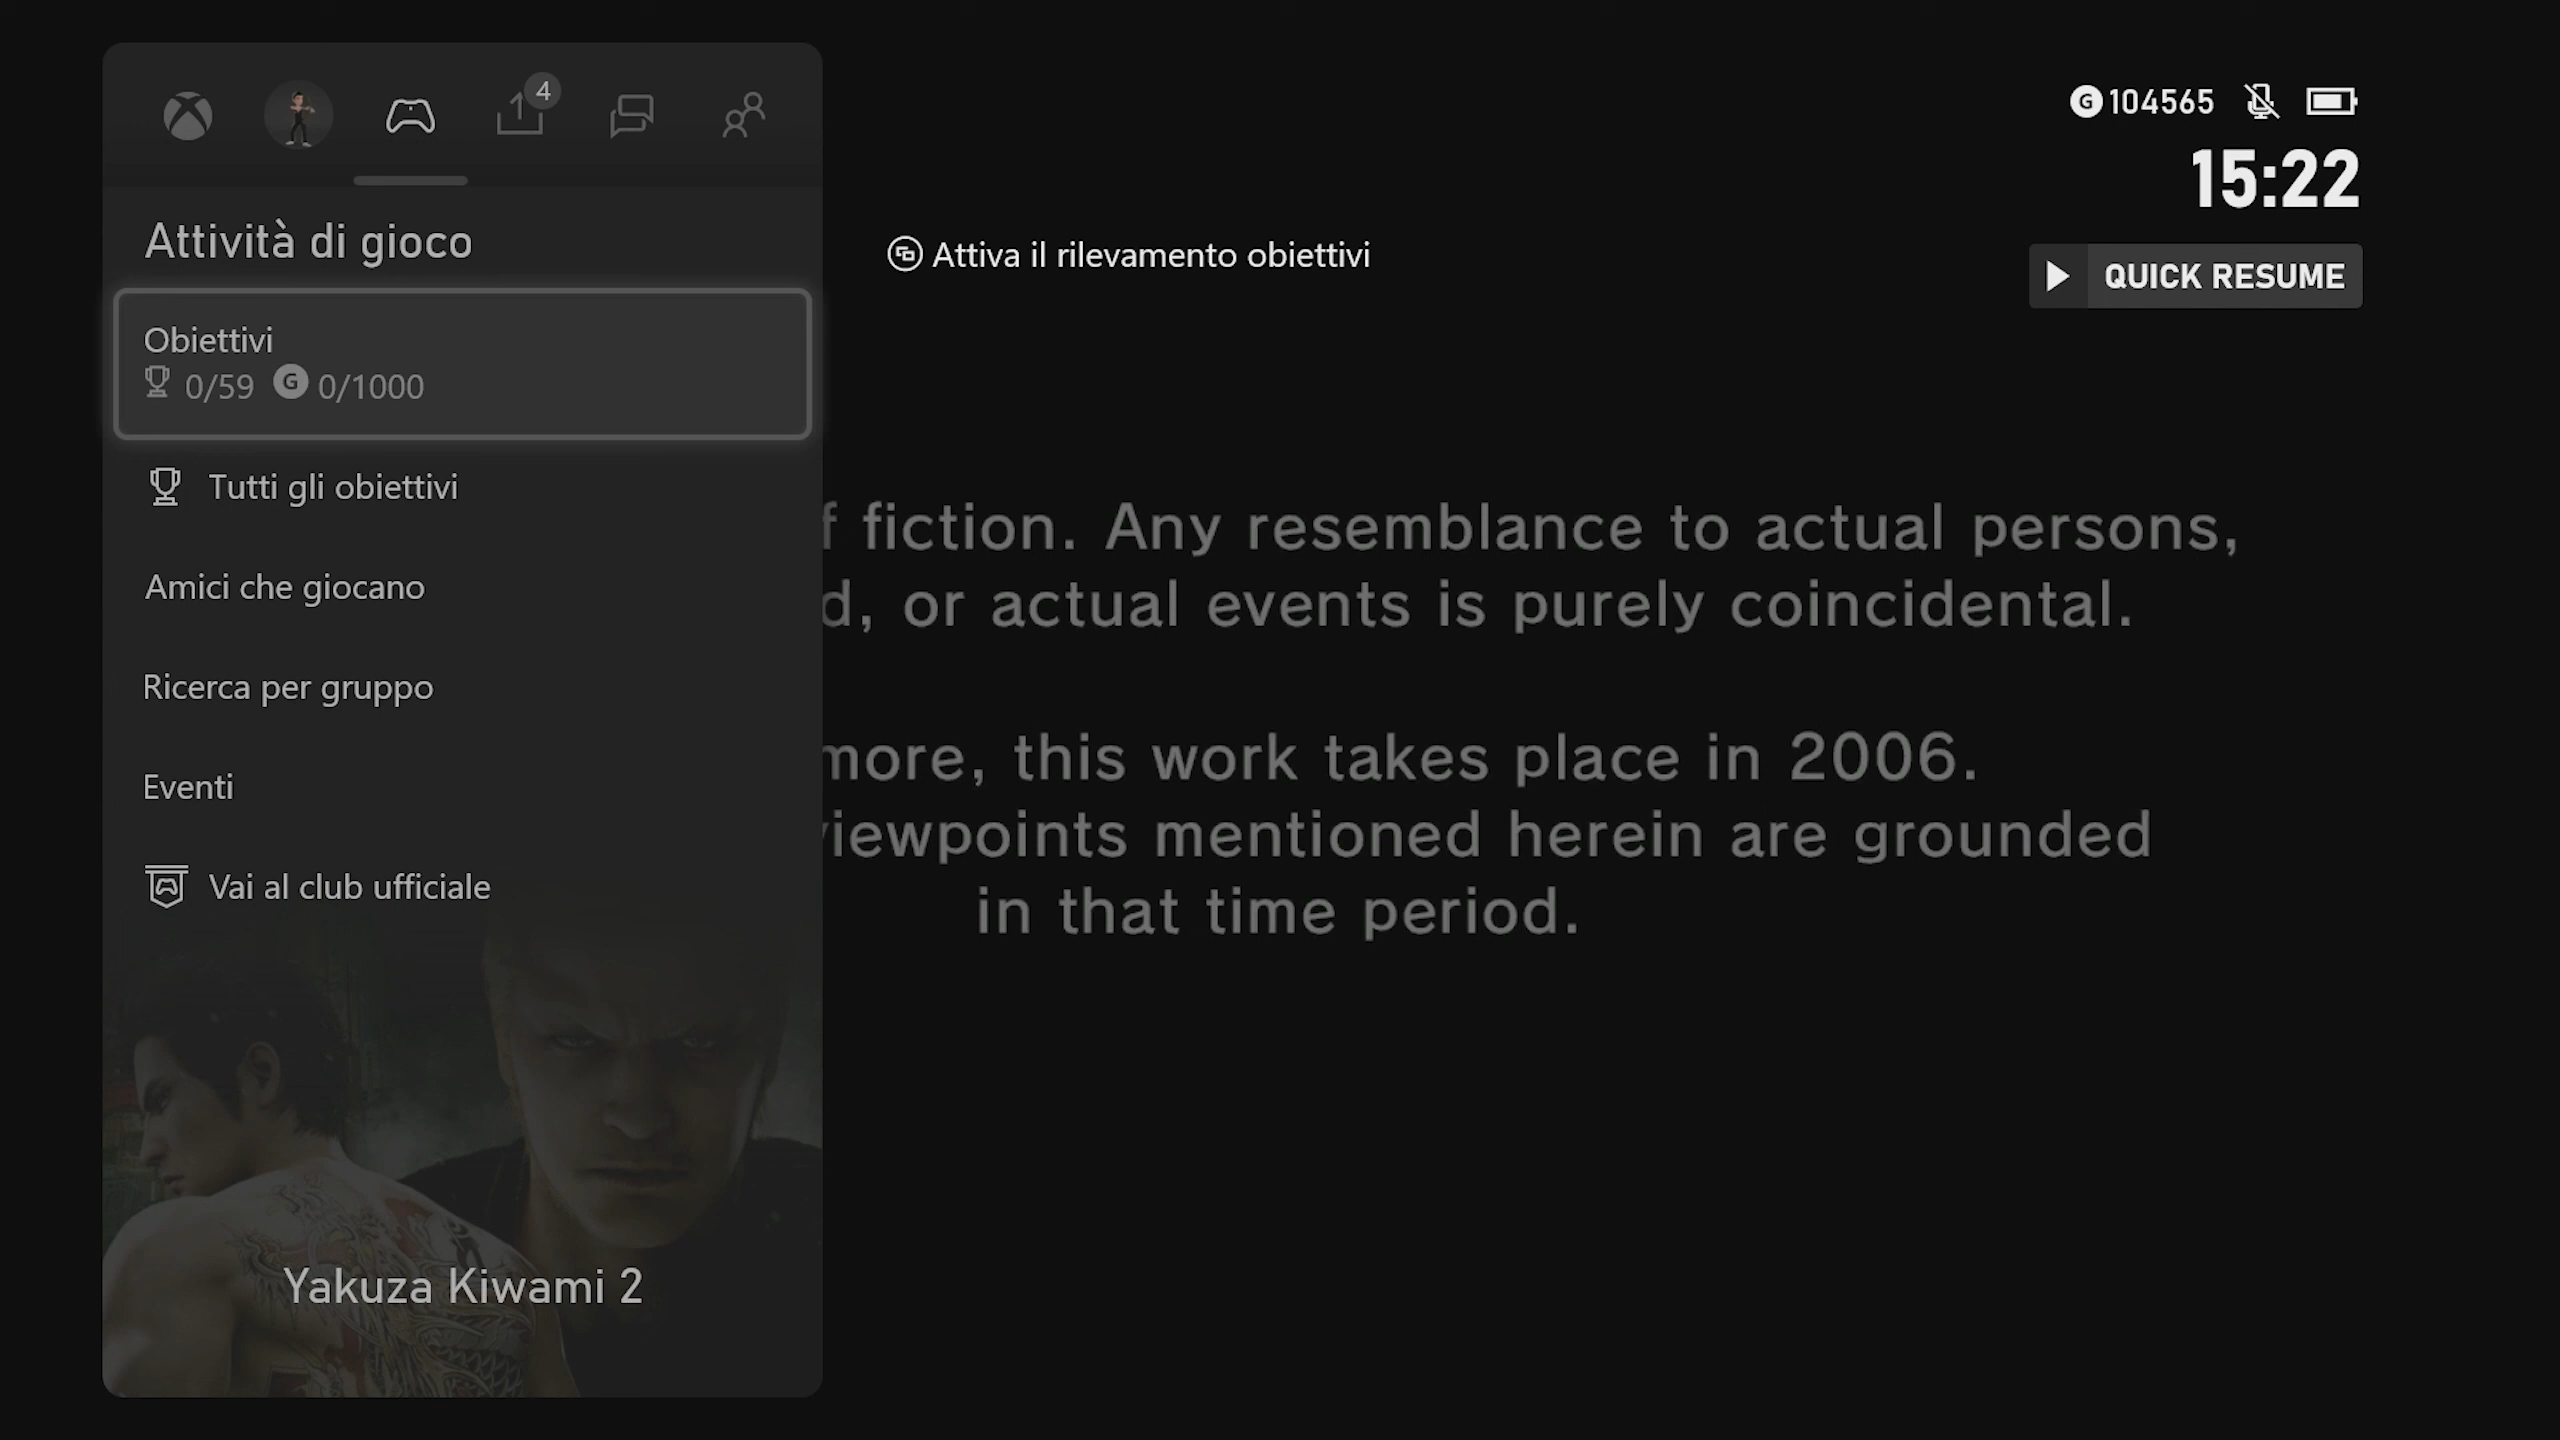 4
Attività di gioco
Obiettivi
0/59 G 0/1000
Tutti gli obiettivi
Amici che giocano
Ricerca per gruppo
Eventi
Vai al club ufficiale
Yakuza Kiwami 2
Attiva il rilevamento obiettivi
G 104565
15:22
QUICK RESUME
f fiction. Any resemblance to actual persons,
d, or actual events is purely coincidental.
more, this work takes place in 2006.
viewpoints mentioned herein are grounded
in that time period.